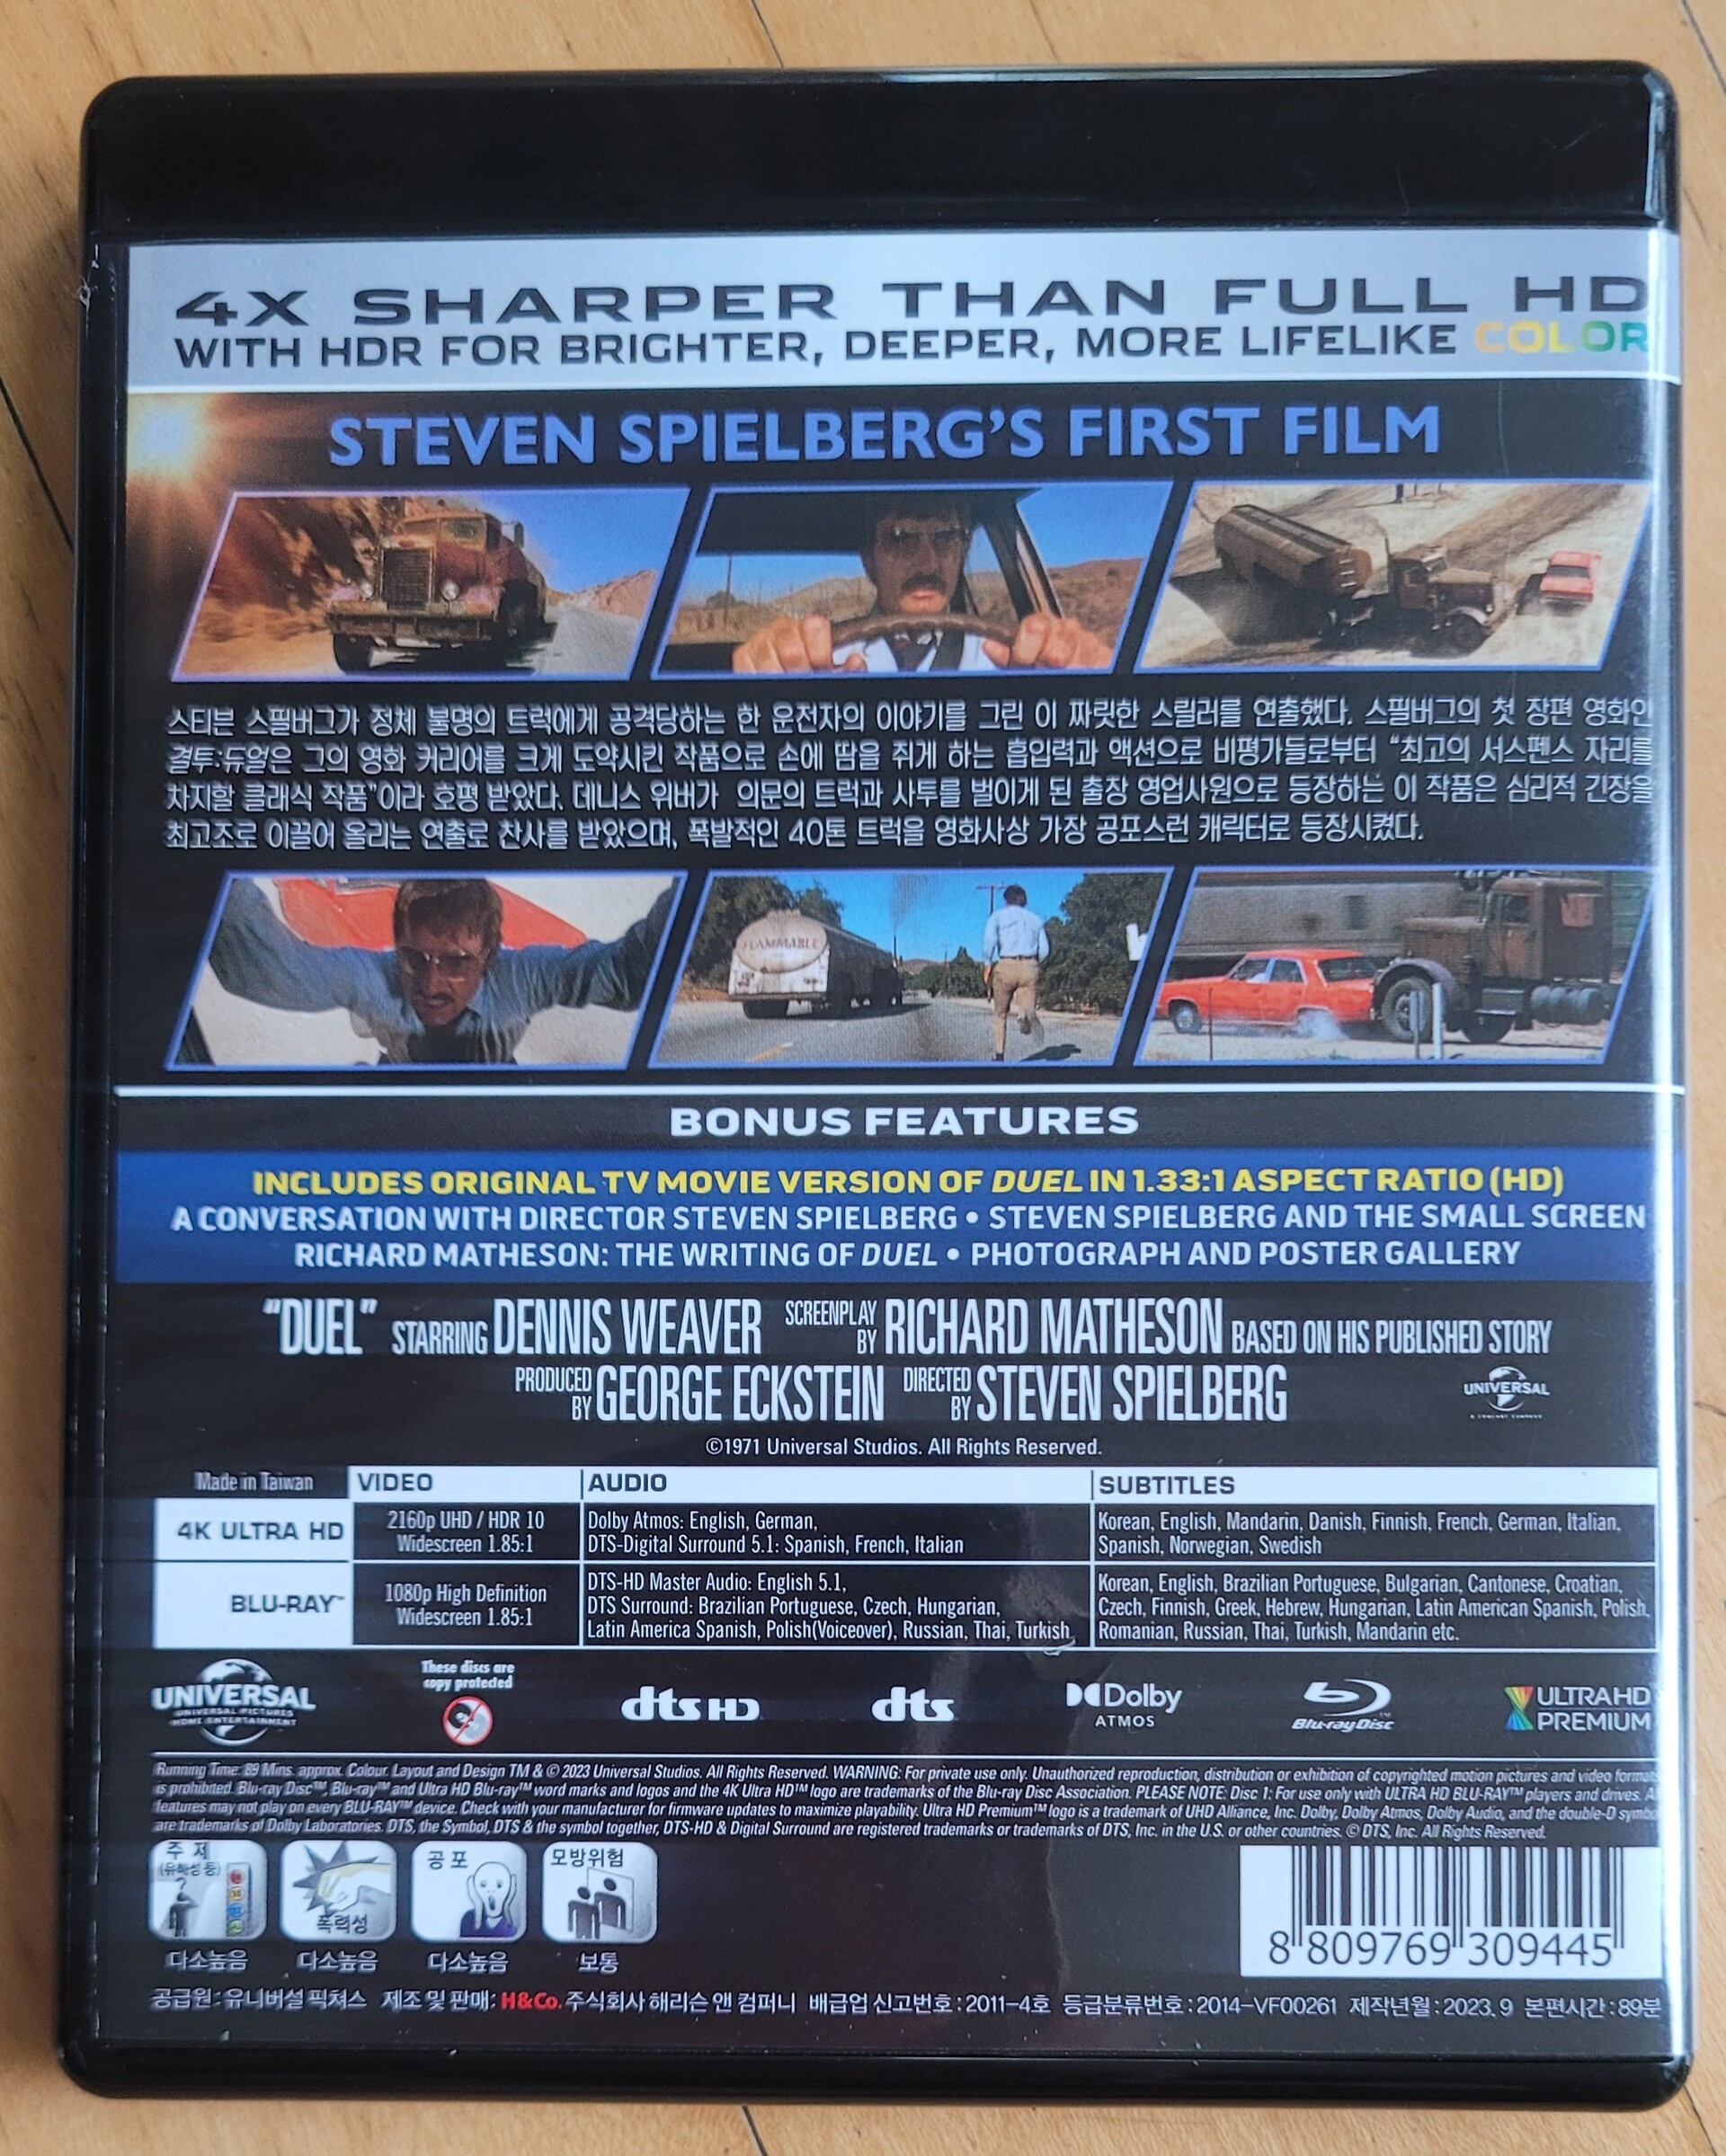 4X SHARPER THAN FULL HD
WITH HDR FOR BRIGHTER, DEEPER, MORE LIFELIKE COLOR
STEVEN SPIELBERG'S FIRST FILM
스티븐 스필버그가 정체 불명의 트럭에게 공격당하는 한 운전자의 이야기를 그린 이 짜릿한 스릴러를 연출했다. 스필버그의 첫 장편 영화인
결투:듀얼은 그의 영화 커리어를 크게 도약시킨 작품으로 손에 땀을 쥐게 하는 흡입력과 액션으로 비평가들로부터 “최고의 서스펜스 자리를
차지할 클래식 작품”이라 호평 받았다. 데니스 위버가 의문의 트럭과 사투를 벌이게 된 출장 영업사원으로 등장하는 이 작품은 심리적 긴장을
최고조로 이끌어 올리는 연출로 찬사를 받았으며, 폭발적인 40톤 트럭을 영화사상 가장 공포스런 캐릭터로 등장시켰다.
FLAMMABLE
BONUS FEATURES
INCLUDES ORIGINAL TV MOVIE VERSION OF DUEL IN 1.33:1 ASPECT RATIO (HD)
A CONVERSATION WITH DIRECTOR STEVEN SPIELBERG • STEVEN SPIELBERG AND THE SMALL SCREEN
RICHARD MATHESON: THE WRITING OF DUEL • PHOTOGRAPH AND POSTER GALLERY
“DUEL” STARRING DENNIS WEAVER SCREENPLAY BY RICHARD MATHESON BASED ON HIS PUBLISHED STORY
PRODUCED BY GEORGE ECKSTEIN DIRECTED BY STEVEN SPIELBERG
UNIVERSAL
A COMCAST COMPANY
©1971 Universal Studios. All Rights Reserved.
Made in Taiwan VIDEO AUDIO SUBTITLES
4K ULTRA HD
2160p UHD / HDR 10
Widescreen 1.85:1
Dolby Atmos: English, German,
DTS-Digital Surround 5.1: Spanish, French, Italian
Korean, English, Mandarin, Danish, Finnish, French, German, Italian,
Spanish, Norwegian, Swedish
BLU-RAY™
1080p High Definition
Widescreen 1.85:1
DTS-HD Master Audio: English 5.1,
DTS Surround: Brazilian Portuguese, Czech, Hungarian,
Latin America Spanish, Polish(Voiceover), Russian, Thai, Turkish
Korean, English, Brazilian Portuguese, Bulgarian, Cantonese, Croatian,
Czech, Finnish, Greek, Hebrew, Hungarian, Latin American Spanish, Polish,
Romanian, Russian, Thai, Turkish, Mandarin etc.
UNIVERSAL
UNIVERSAL PICTURES
HOME ENTERTAINMENT
These discs are
copy protected
dts HD
dts
Dolby
ATMOS
Blu-ray Disc™
ULTRA HD
PREMIUM
Running Time: 89 Mins. approx. Colour. Layout and Design TM & © 2023 Universal Studios. All Rights Reserved. WARNING: For private use only. Unauthorized reproduction, distribution or exhibition of copyrighted motion pictures and video formats
is prohibited. Blu-ray Disc™, Blu-ray™ and Ultra HD Blu-ray™ word marks and logos and the 4K Ultra HD™ logo are trademarks of the Blu-ray Disc Association. PLEASE NOTE: Disc 1: For use only with ULTRA HD BLU-RAY™ players and drives.
features may not play on every BLU-RAY™ device. Check with your manufacturer for firmware updates to maximize playability. Ultra HD Premium™ logo is a trademark of UHD Alliance, Inc. Dolby, Dolby Atmos, Dolby Audio, and the double-D symbo
are trademarks of Dolby Laboratories. DTS, the Symbol, DTS & the symbol together, DTS-HD & Digital Surround are registered trademarks or trademarks of DTS, Inc. in the U.S. or other countries. © DTS, Inc. All Rights Reserved.
주 제
(유해성 등)
다소높음
폭력성
다소높음
공 포
다소높음
모방위험
보통
8 809769 309445
공급원:유니버설 픽쳐스 제조 및 판매: H&Co. 주식회사 해리슨 앤 컴퍼니 배급업 신고번호:2011-4호 등급분류번호:2014-VF00261 제작년월:2023.9 본편시간:89분